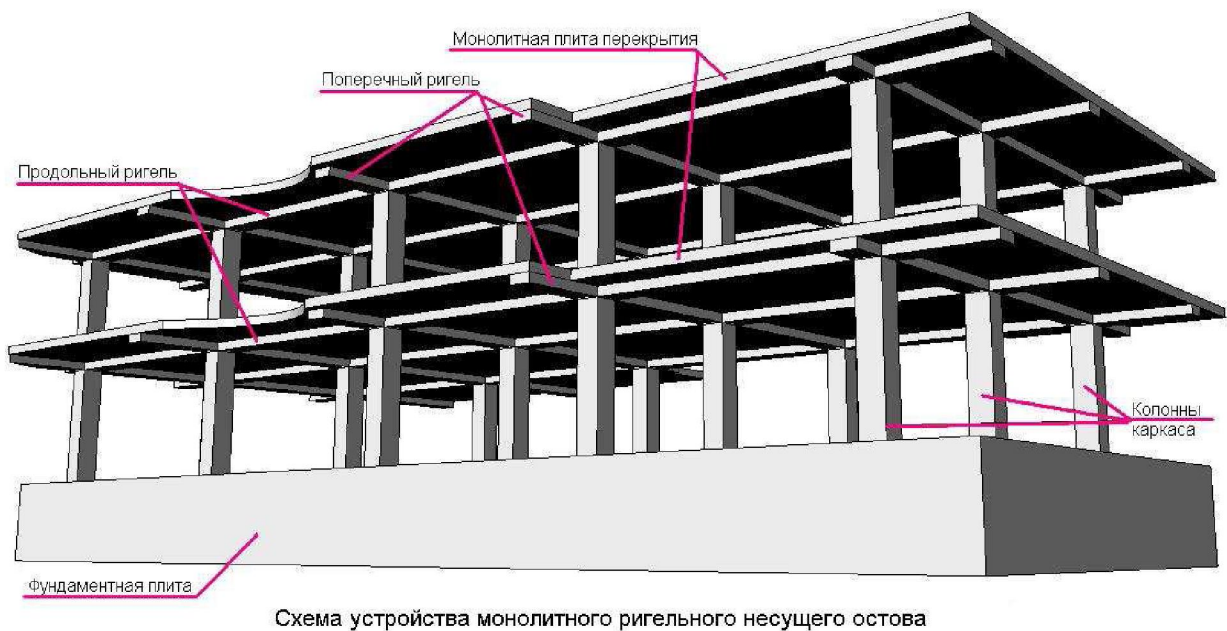 Монолитная плита перекрытия
Поперечный ригель
Продольный ригель
Колонны
каркаса
Фундаментная плита
Схема устройства монолитного ригельного несущего остова